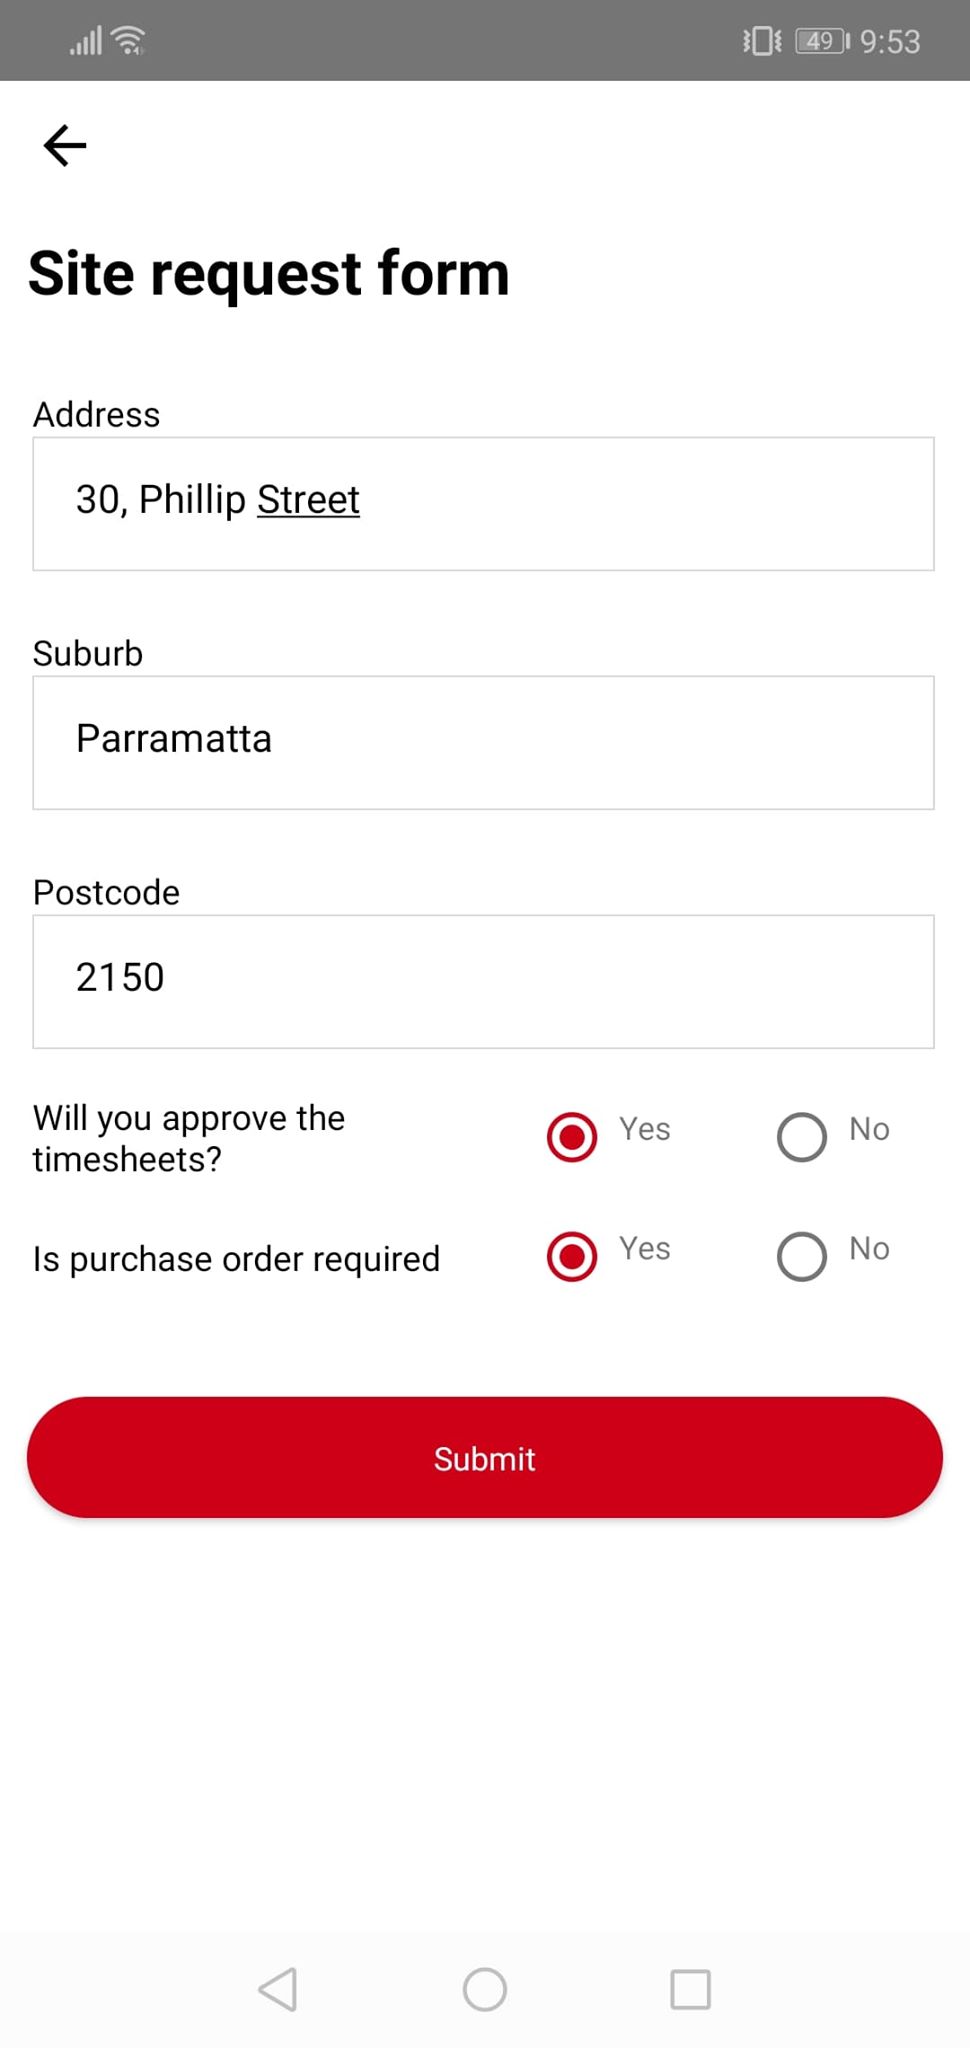 49 9:53
Site request form
Address
30, Phillip Street
Suburb
Parramatta
Postcode
2150
Will you approve the
timesheets?
Yes
No
Is purchase order required
Yes
No
Submit